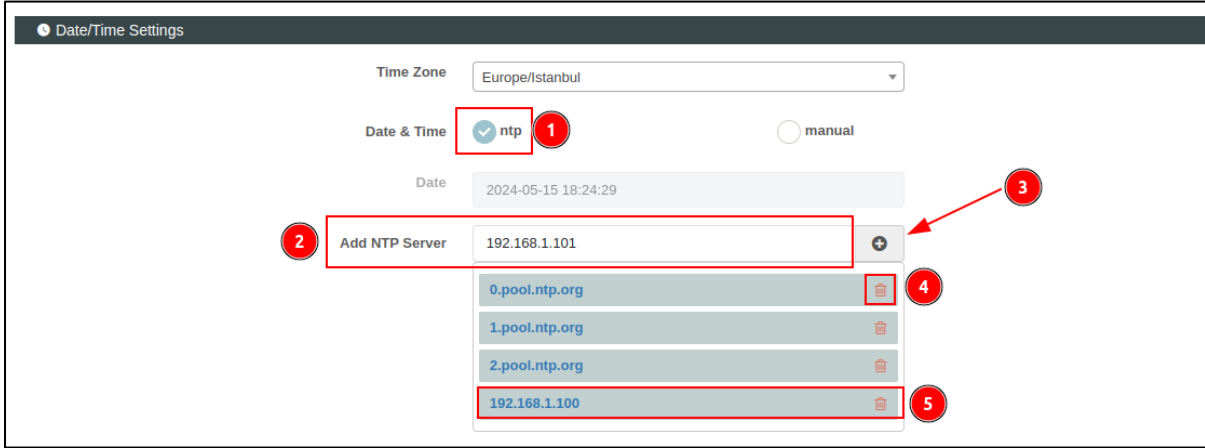 Date/Time Settings
Time Zone Europe/Istanbul
Date & Time ntp 1 manual
Date 2024-05-15 18:24:29
3
2 Add NTP Server 192.168.1.101
0.pool.ntp.org 4
1.pool.ntp.org
2.pool.ntp.org
192.168.1.100 5